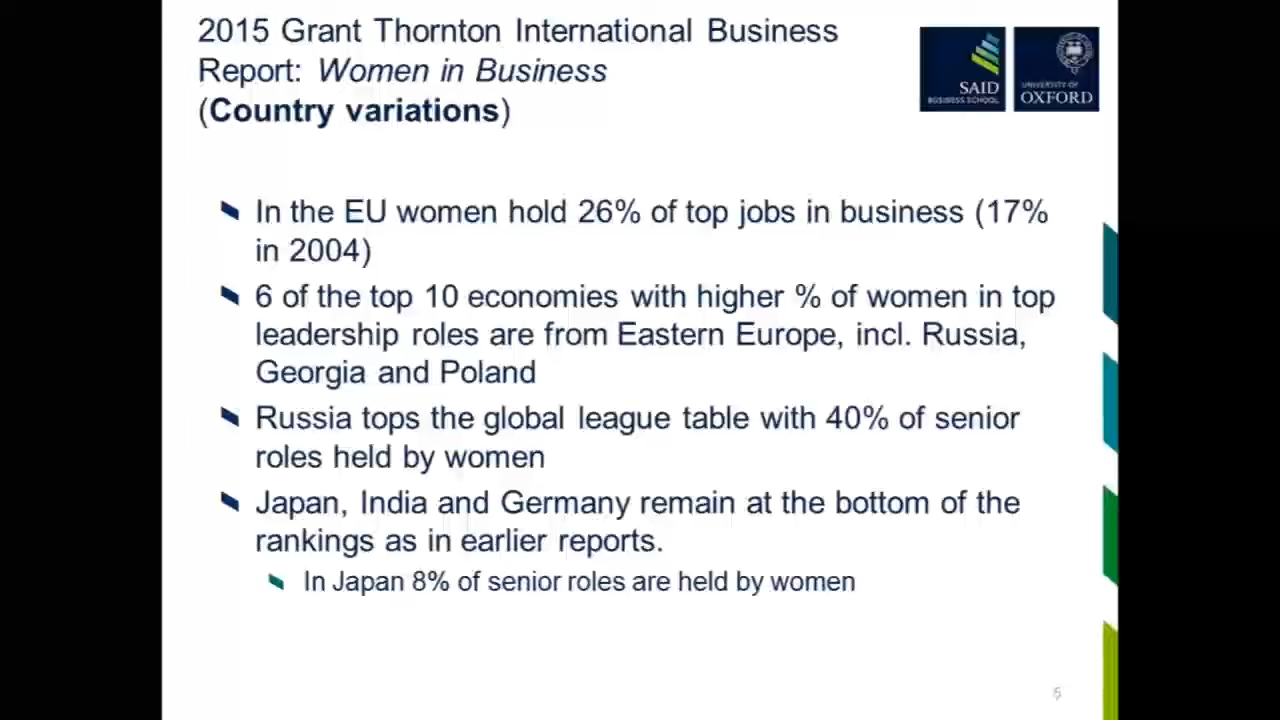 2015 Grant Thornton International Business
Report: Women in Business
(Country variations)
SAID
BUSINESS SCHOOL
UNIVERSITY OF
OXFORD
In the EU women hold 26% of top jobs in business (17%
in 2004)
6 of the top 10 economies with higher % of women in top
leadership roles are from Eastern Europe, incl. Russia,
Georgia and Poland
Russia tops the global league table with 40% of senior
roles held by women
Japan, India and Germany remain at the bottom of the
rankings as in earlier reports.
In Japan 8% of senior roles are held by women